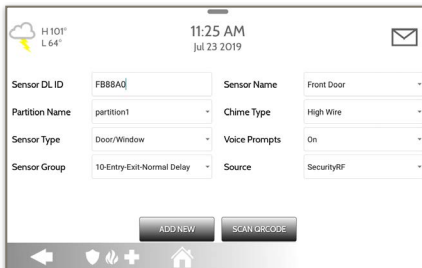 H 101°
L 64°
11:25 AM
Jul 23 2019
Sensor DL ID FB88A0 Sensor Name Front Door
Partition Name partition1 Chime Type High Wire
Sensor Type Door/Window Voice Prompts On
Sensor Group 10-Entry-Exit-Normal Delay Source SecurityRF
ADD NEW SCAN QRCODE